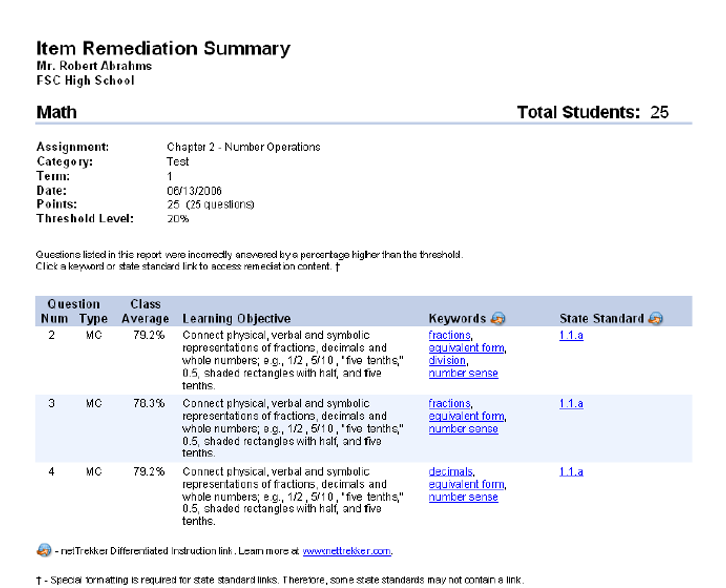 Item Remediation Summary
Mr. Robert Abrahms
FSC High School
Math Total Students: 25
Assignment: Chapter 2 - Number Operations
Category: Test
Term: 1
Date: 06/13/2006
Points: 25 (25 questions)
Threshold Level: 20%
Questions listed in this report were incorrectly answered by a percentage higher than the threshold.
Click a keyword or state standard link to access remediation content. †
Question Class
Num Type Average Learning Objective Keywords State Standard
2 MC 79.2% Connect physical, verbal and symbolic fractions, 1.1.a
representations of fractions, decimals and equivalent form,
whole numbers; e.g., 1/2 , 5/10 , "five tenths," division,
0.5, shaded rectangles with half, and five number sense
tenths.
3 MC 78.3% Connect physical, verbal and symbolic fractions, 1.1.a
representations of fractions, decimals and equivalent form,
whole numbers; e.g., 1/2 , 5/10 , "five tenths," number sense
0.5, shaded rectangles with half, and five
tenths.
4 MC 79.2% Connect physical, verbal and symbolic decimals, 1.1.a
representations of fractions, decimals and equivalent form,
whole numbers; e.g., 1/2 , 5/10 , "five tenths," number sense
0.5, shaded rectangles with half, and five
tenths.
- netTrekker Differentiated Instruction link. Learn more at www.nettrekker.com.
† - Special formatting is required for state standard links. Therefore, some state standards may not contain a link.